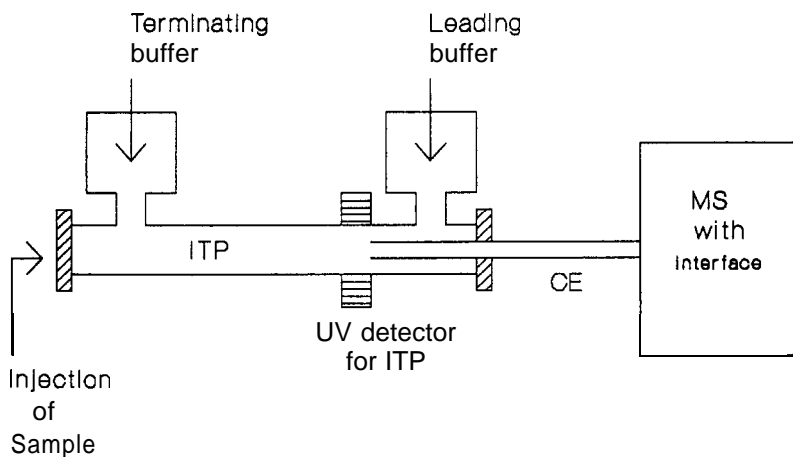 Terminating
buffer
Leading
buffer
ITP
MS
with
Interface
CE
UV detector
for ITP
Injection
of
Sample